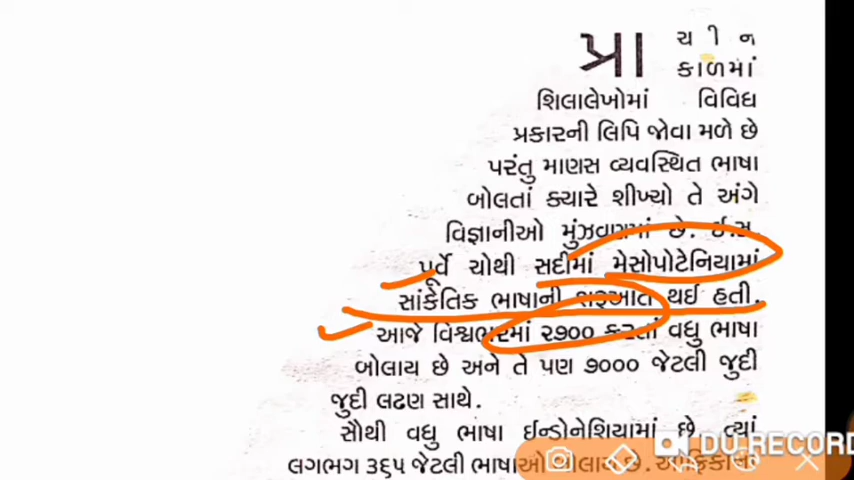 પ્રાચીન
કાળમાં
શિલાલેખોમાં વિવિધ
પ્રકારની લિપિ જોવા મળે છે
પરંતુ માણસ વ્યવસ્થિત ભાષા
બોલતાં ક્યારે શીખ્યો તે અંગે
વિજ્ઞાનીઓ મુંઝવણમાં છે. ઇ.સ.
પૂર્વે ચોથી સદીમાં મેસોપોટેનિયામાં
સાંકેતિક ભાષાની શરૂઆત થઈ હતી.
આજે વિશ્વભરમાં ૨૭૦૦ કરતાં વધુ ભાષા
બોલાય છે અને તે પણ ૭૦૦૦ જેટલી જુદી
જુદી લઢણ સાથે.
સૌથી વધુ ભાષા ઈન્ડોનેશિયામાં છે ત્યાં
લગભગ ૩૬૫ જેટલી ભાષાઓ બોલાય છે.
DU RECORD